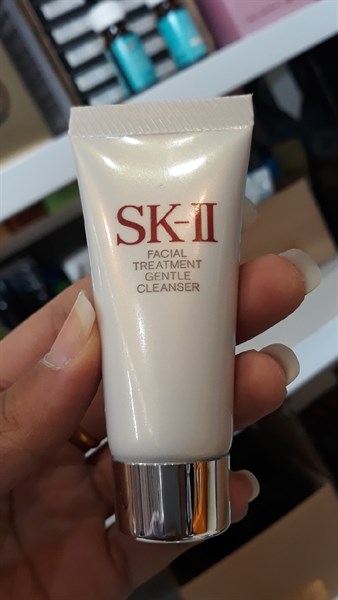 SK-II
FACIAL
TREATMENT
GENTLE
CLEANSER